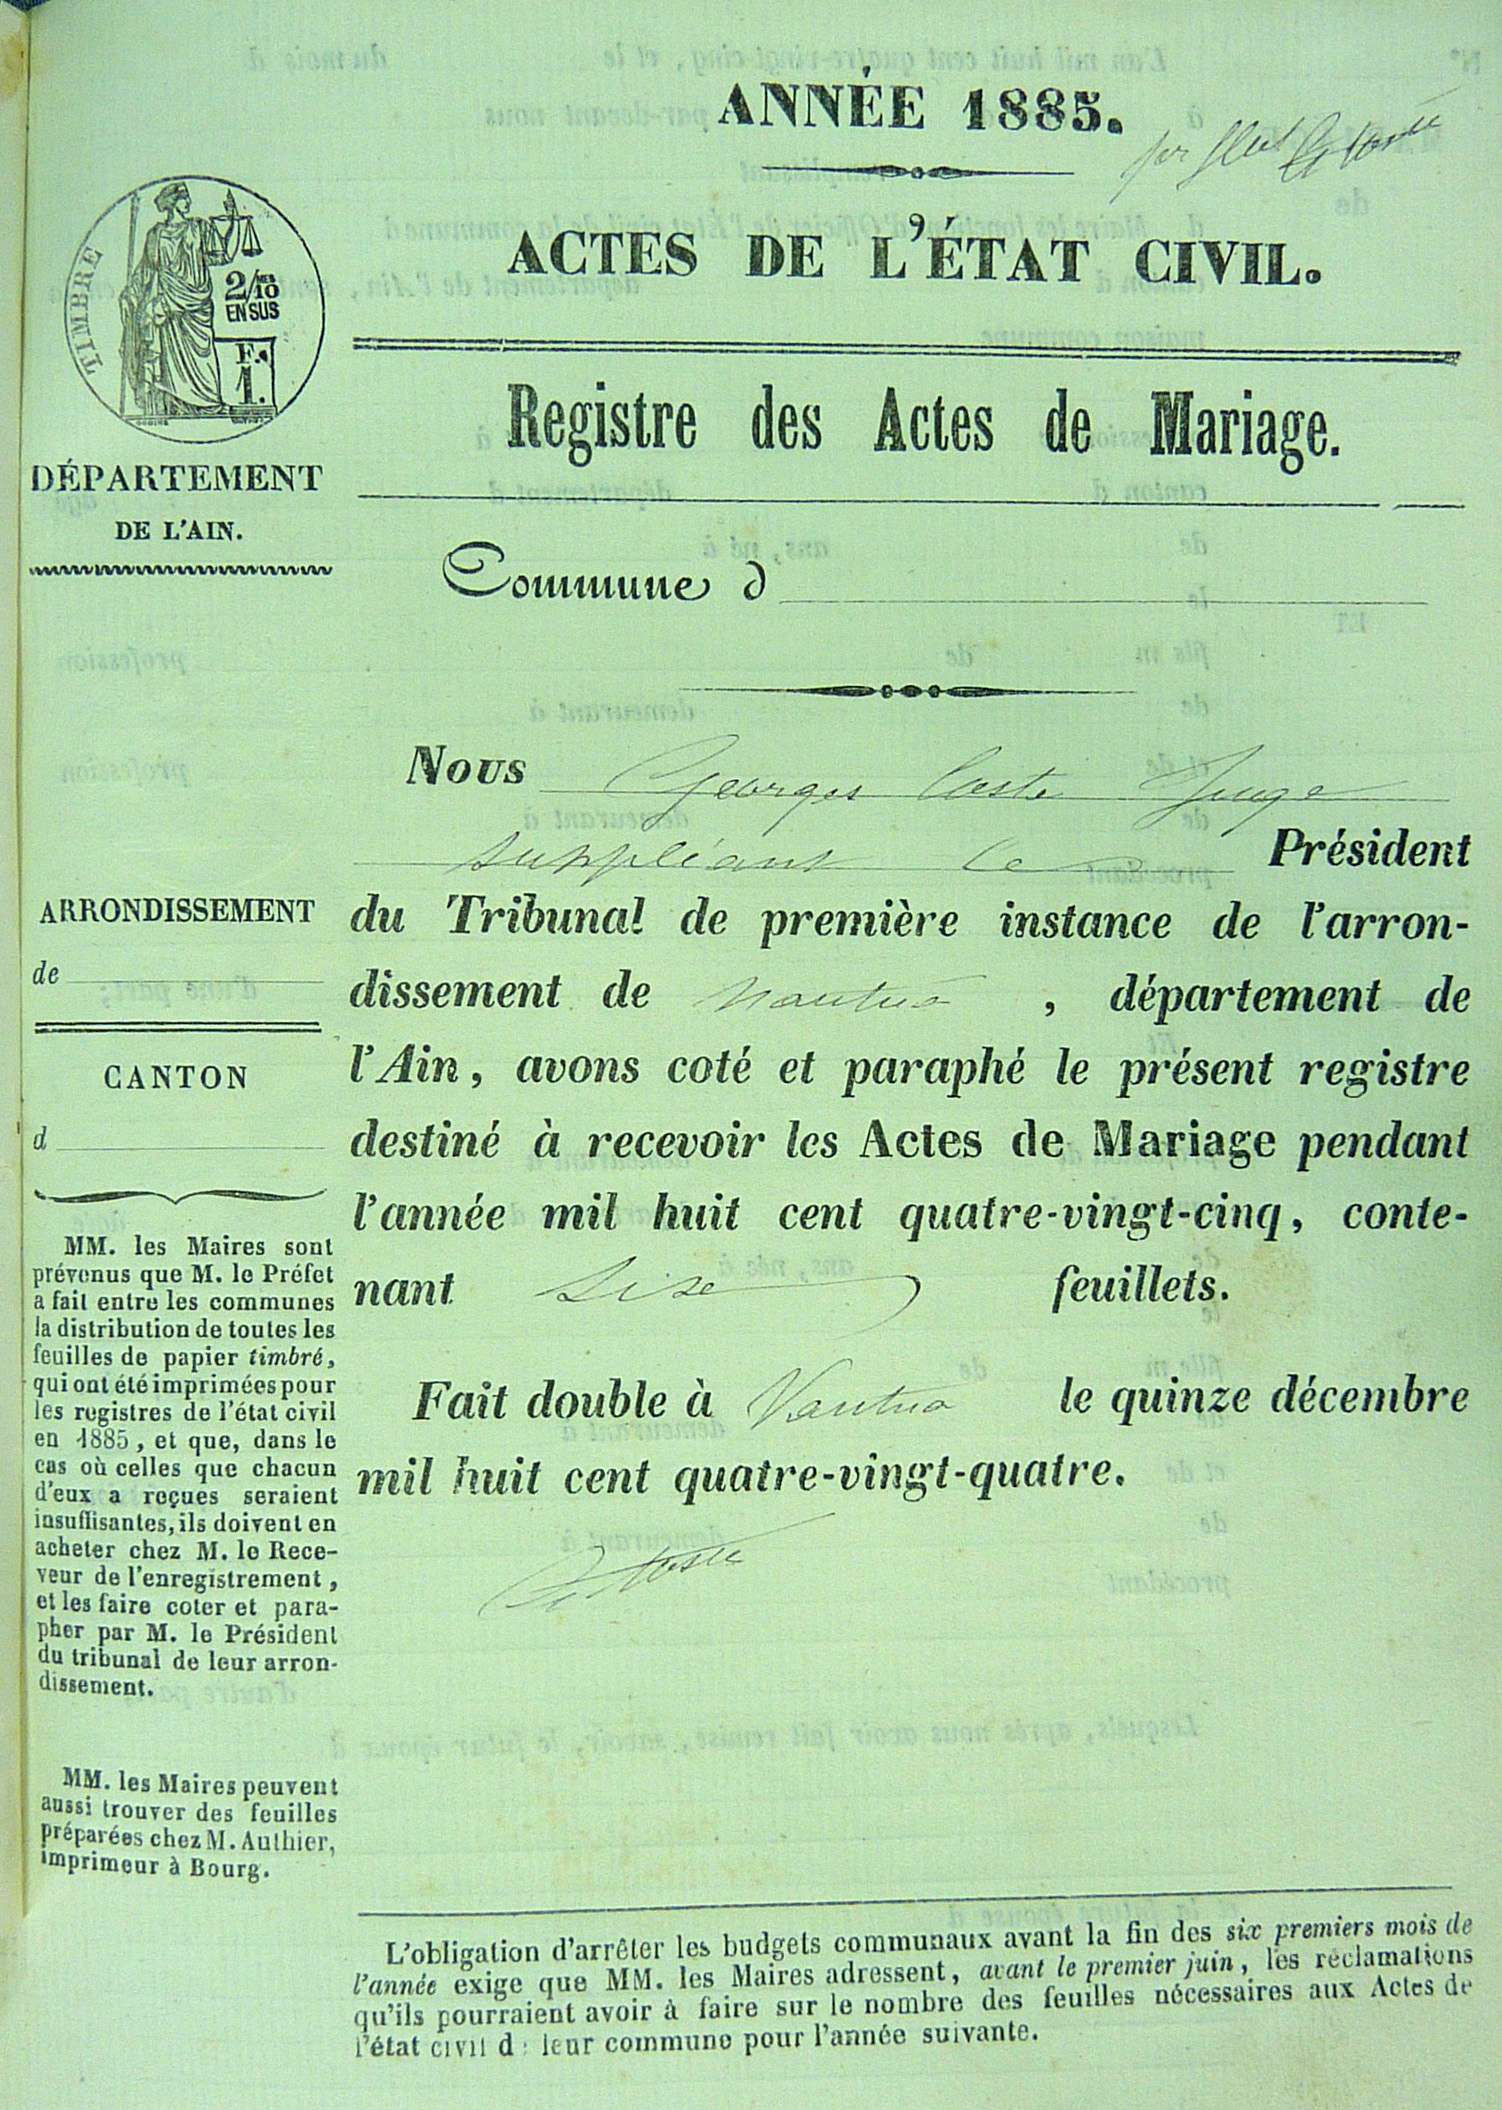 ANNÉE 1885.
ACTES DE L'ÉTAT CIVIL.
TIMBRE
2/10
EN SUS
F.
1.
Registre des Actes de Mariage.
DÉPARTEMENT
DE L'AIN.
Commune d
Nous Georges Coste Juge
suppléant le Président
ARRONDISSEMENT
de
du Tribunal de première instance de l'arron-
dissement de Nantua, département de
CANTON
d
l'Ain, avons coté et paraphé le présent registre
destiné à recevoir les Actes de Mariage pendant
l'année mil huit cent quatre-vingt-cinq, conte-
nant feuillets.
Fait double à Nantua le quinze décembre
mil huit cent quatre-vingt-quatre.
G Coste
MM. les Maires sont
prévenus que M. le Préfet
a fait entre les communes
la distribution de toutes les
feuilles de papier timbré,
qui ont été imprimées pour
les registres de l'état civil
en 1885, et que, dans le
cas où celles que chacun
d'eux a reçues seraient
insuffisantes, ils doivent en
acheter chez M. le Rece-
veur de l'enregistrement,
et les faire coter et para-
pher par M. le Président
du tribunal de leur arron-
dissement.
MM. les Maires peuvent
aussi trouver des feuilles
préparées chez M. Authier,
imprimeur à Bourg.
L'obligation d'arrêter les budgets communaux avant la fin des six premiers mois de
l'année exige que MM. les Maires adressent, avant le premier juin, les réclamations
qu'ils pourraient avoir à faire sur le nombre des feuilles nécessaires aux Actes de
l'état civil de leur commune pour l'année suivante.